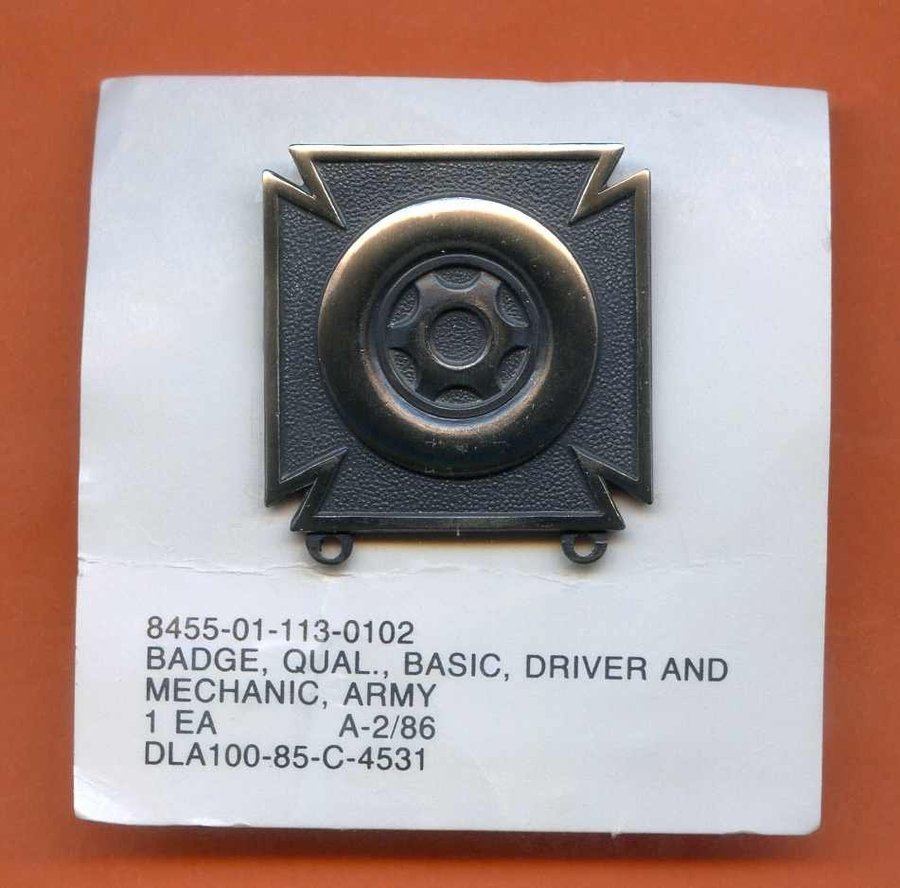 8455-01-113-0102
BADGE, QUAL., BASIC, DRIVER AND
MECHANIC, ARMY
1 EA A-2/86
DLA100-85-C-4531